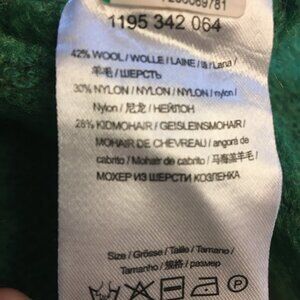 1195 342 064
42% WOOL / WOLLE / LAINE / lã / Lana /
羊毛 / ШЕРСТЬ
30% NYLON / NYLON / NYLON / nylon /
Nylon / 尼龙 / НЕЙЛОН
28% KIDMOHAIR / GEISLEINSMOHAIR /
MOHAIR DE CHEVREAU / angorá de
cabrito / Mohair de cabrito / 马海羔羊毛 /
МОХЕР ИЗ ШЕРСТИ КОЗЛЕНКА
Size / Grösse / Taille / Tamano /
Tamanho / 规格 / размер